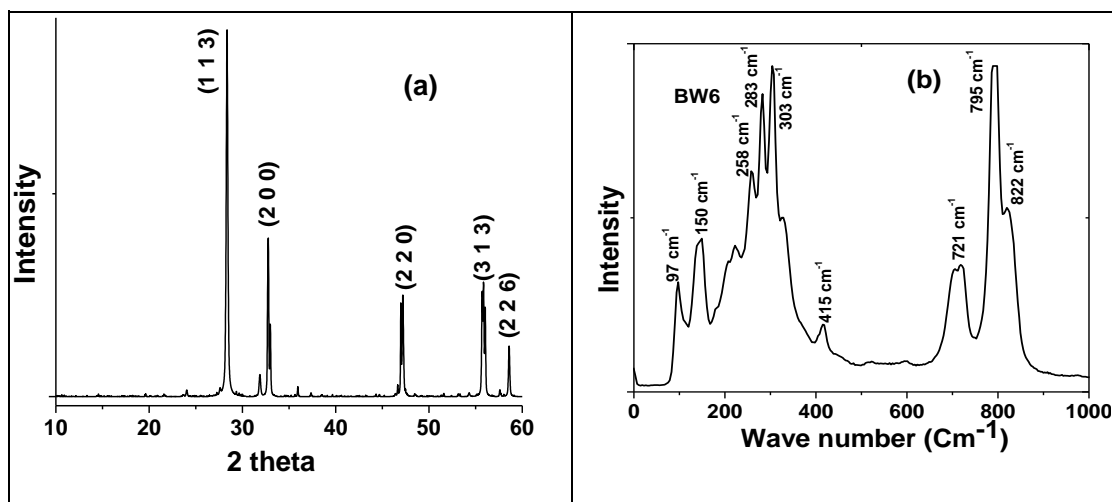 (a)
(1 1 3)
(2 0 0)
(2 2 0)
(3 1 3)
(2 2 6)
Intensity
10 20 30 40 50 60
2 theta
(b)
BW6
97 cm⁻¹
150 cm⁻¹
258 cm⁻¹
283 cm⁻¹
303 cm⁻¹
415 cm⁻¹
721 cm⁻¹
795 cm⁻¹
822 cm⁻¹
Intensity
0 200 400 600 800 1000
Wave number (Cm⁻¹)